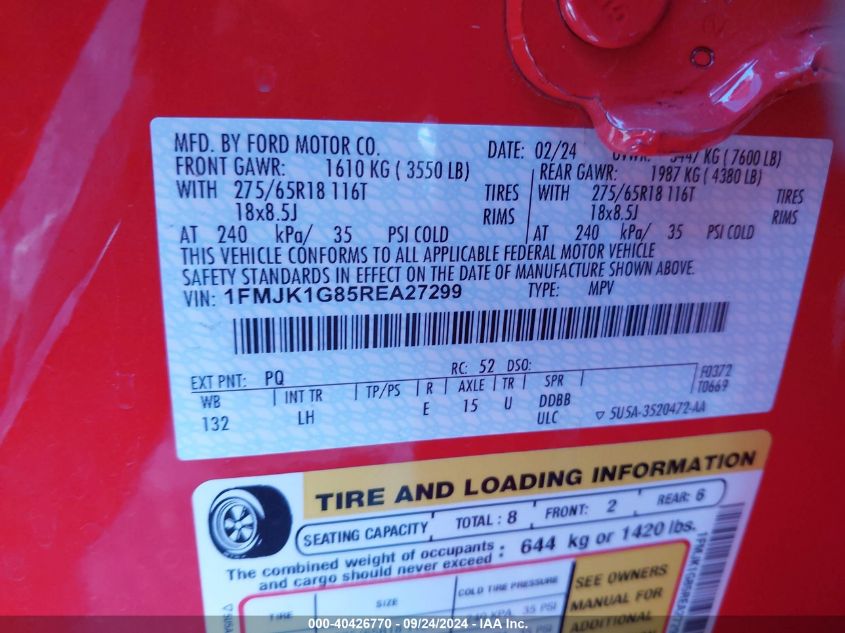 MFD. BY FORD MOTOR CO. DATE: 02/24 GVWR: 3447 KG ( 7600 LB)
FRONT GAWR: 1610 KG ( 3550 LB) REAR GAWR: 1987 KG ( 4380 LB)
WITH 275/65R18 116T TIRES WITH 275/65R18 116T TIRES
18x8.5J RIMS 18x8.5J RIMS
AT 240 kPa/ 35 PSI COLD AT 240 kPa/ 35 PSI COLD
THIS VEHICLE CONFORMS TO ALL APPLICABLE FEDERAL MOTOR VEHICLE
SAFETY STANDARDS IN EFFECT ON THE DATE OF MANUFACTURE SHOWN ABOVE.
VIN: 1FMJK1G85REA27299 TYPE: MPV
EXT PNT: PQ RC: 52 DSO: F0372
WB INT TR TP/PS R AXLE TR SPR T0669
132 LH E 15 U DDBB
ULC ▽ 5U5A-3520472-AA
TIRE AND LOADING INFORMATION
SEATING CAPACITY TOTAL : 8 FRONT: 2 REAR: 6
The combined weight of occupants : 644 kg or 1420 lbs.
and cargo should never exceed
TIRE SIZE COLD TIRE PRESSURE SEE OWNERS
35 PSI MANUAL FOR
ADDITIONAL
000-40426770 - 09/24/2024 - IAA Inc.